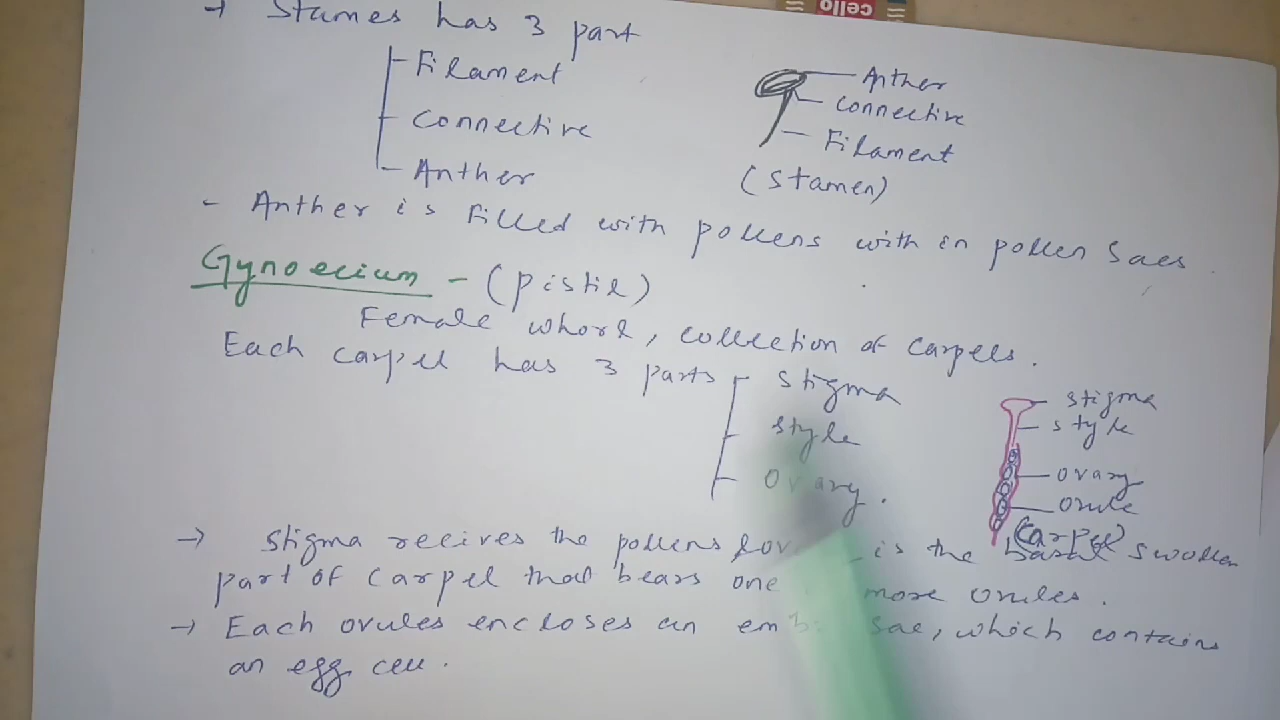 cello
→ Stames has 3 part
Filament
Connective
Anther
Anther
Connective
Filament
(Stamen)
- Anther is filled with pollens with in pollen Sacs.
Gynoecium - (pistil)
Female whorl, collection of carpels.
Each carpel has 3 parts
Stigma
Style
Ovary.
Stigma
Style
Ovary
Ovule
(Carpel)
→ Stigma recives the pollens is the basal swollen
part of Carpel that bears one more ovules.
→ Each ovules encloses an sac, which contains
an egg cell.